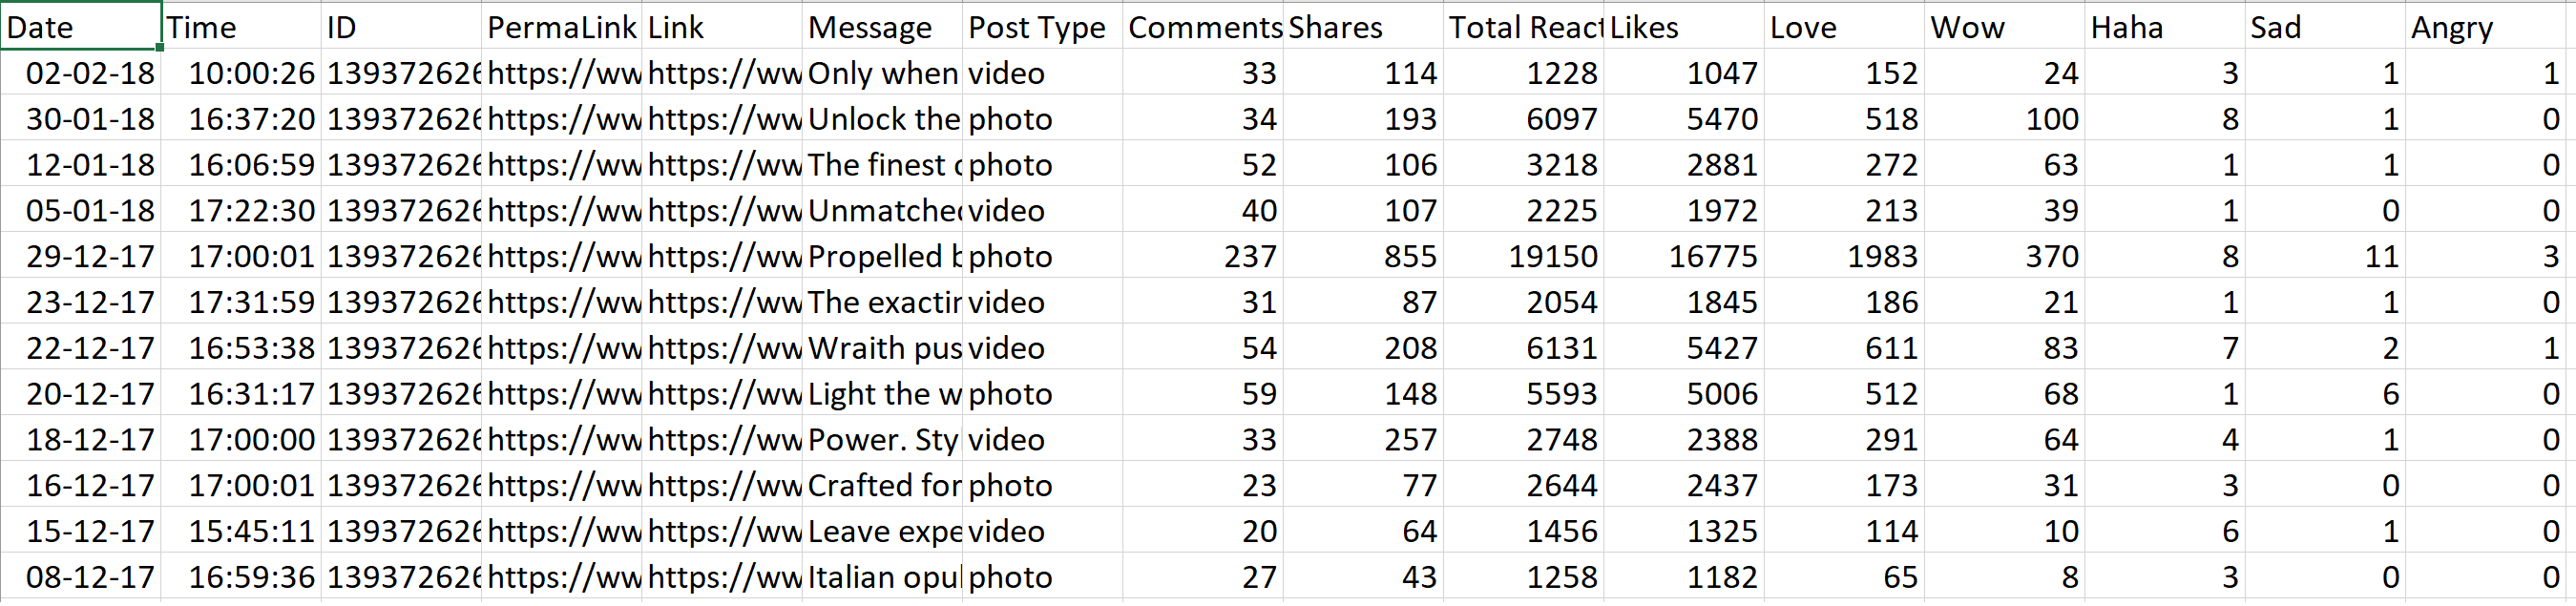 Date Time ID PermaLink Link Message Post Type Comments Shares Total React Likes Love Wow Haha Sad Angry
02-02-18 10:00:26 139372626 https://ww https://ww Only when video 33 114 1228 1047 152 24 3 1 1
30-01-18 16:37:20 139372626 https://ww https://ww Unlock the photo 34 193 6097 5470 518 100 8 1 0
12-01-18 16:06:59 139372626 https://ww https://ww The finest photo 52 106 3218 2881 272 63 1 1 0
05-01-18 17:22:30 139372626 https://ww https://ww Unmatched video 40 107 2225 1972 213 39 1 0 0
29-12-17 17:00:01 139372626 https://ww https://ww Propelled b photo 237 855 19150 16775 1983 370 8 11 3
23-12-17 17:31:59 139372626 https://ww https://ww The exactin video 31 87 2054 1845 186 21 1 1 0
22-12-17 16:53:38 139372626 https://ww https://ww Wraith pus video 54 208 6131 5427 611 83 7 2 1
20-12-17 16:31:17 139372626 https://ww https://ww Light the w photo 59 148 5593 5006 512 68 1 6 0
18-12-17 17:00:00 139372626 https://ww https://ww Power. Sty video 33 257 2748 2388 291 64 4 1 0
16-12-17 17:00:01 139372626 https://ww https://ww Crafted for photo 23 77 2644 2437 173 31 3 0 0
15-12-17 15:45:11 139372626 https://ww https://ww Leave expe video 20 64 1456 1325 114 10 6 1 0
08-12-17 16:59:36 139372626 https://ww https://ww Italian opul photo 27 43 1258 1182 65 8 3 0 0